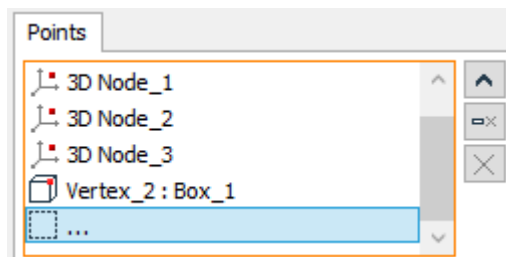 Points
3D Node_1
3D Node_2
3D Node_3
Vertex_2 : Box_1
...